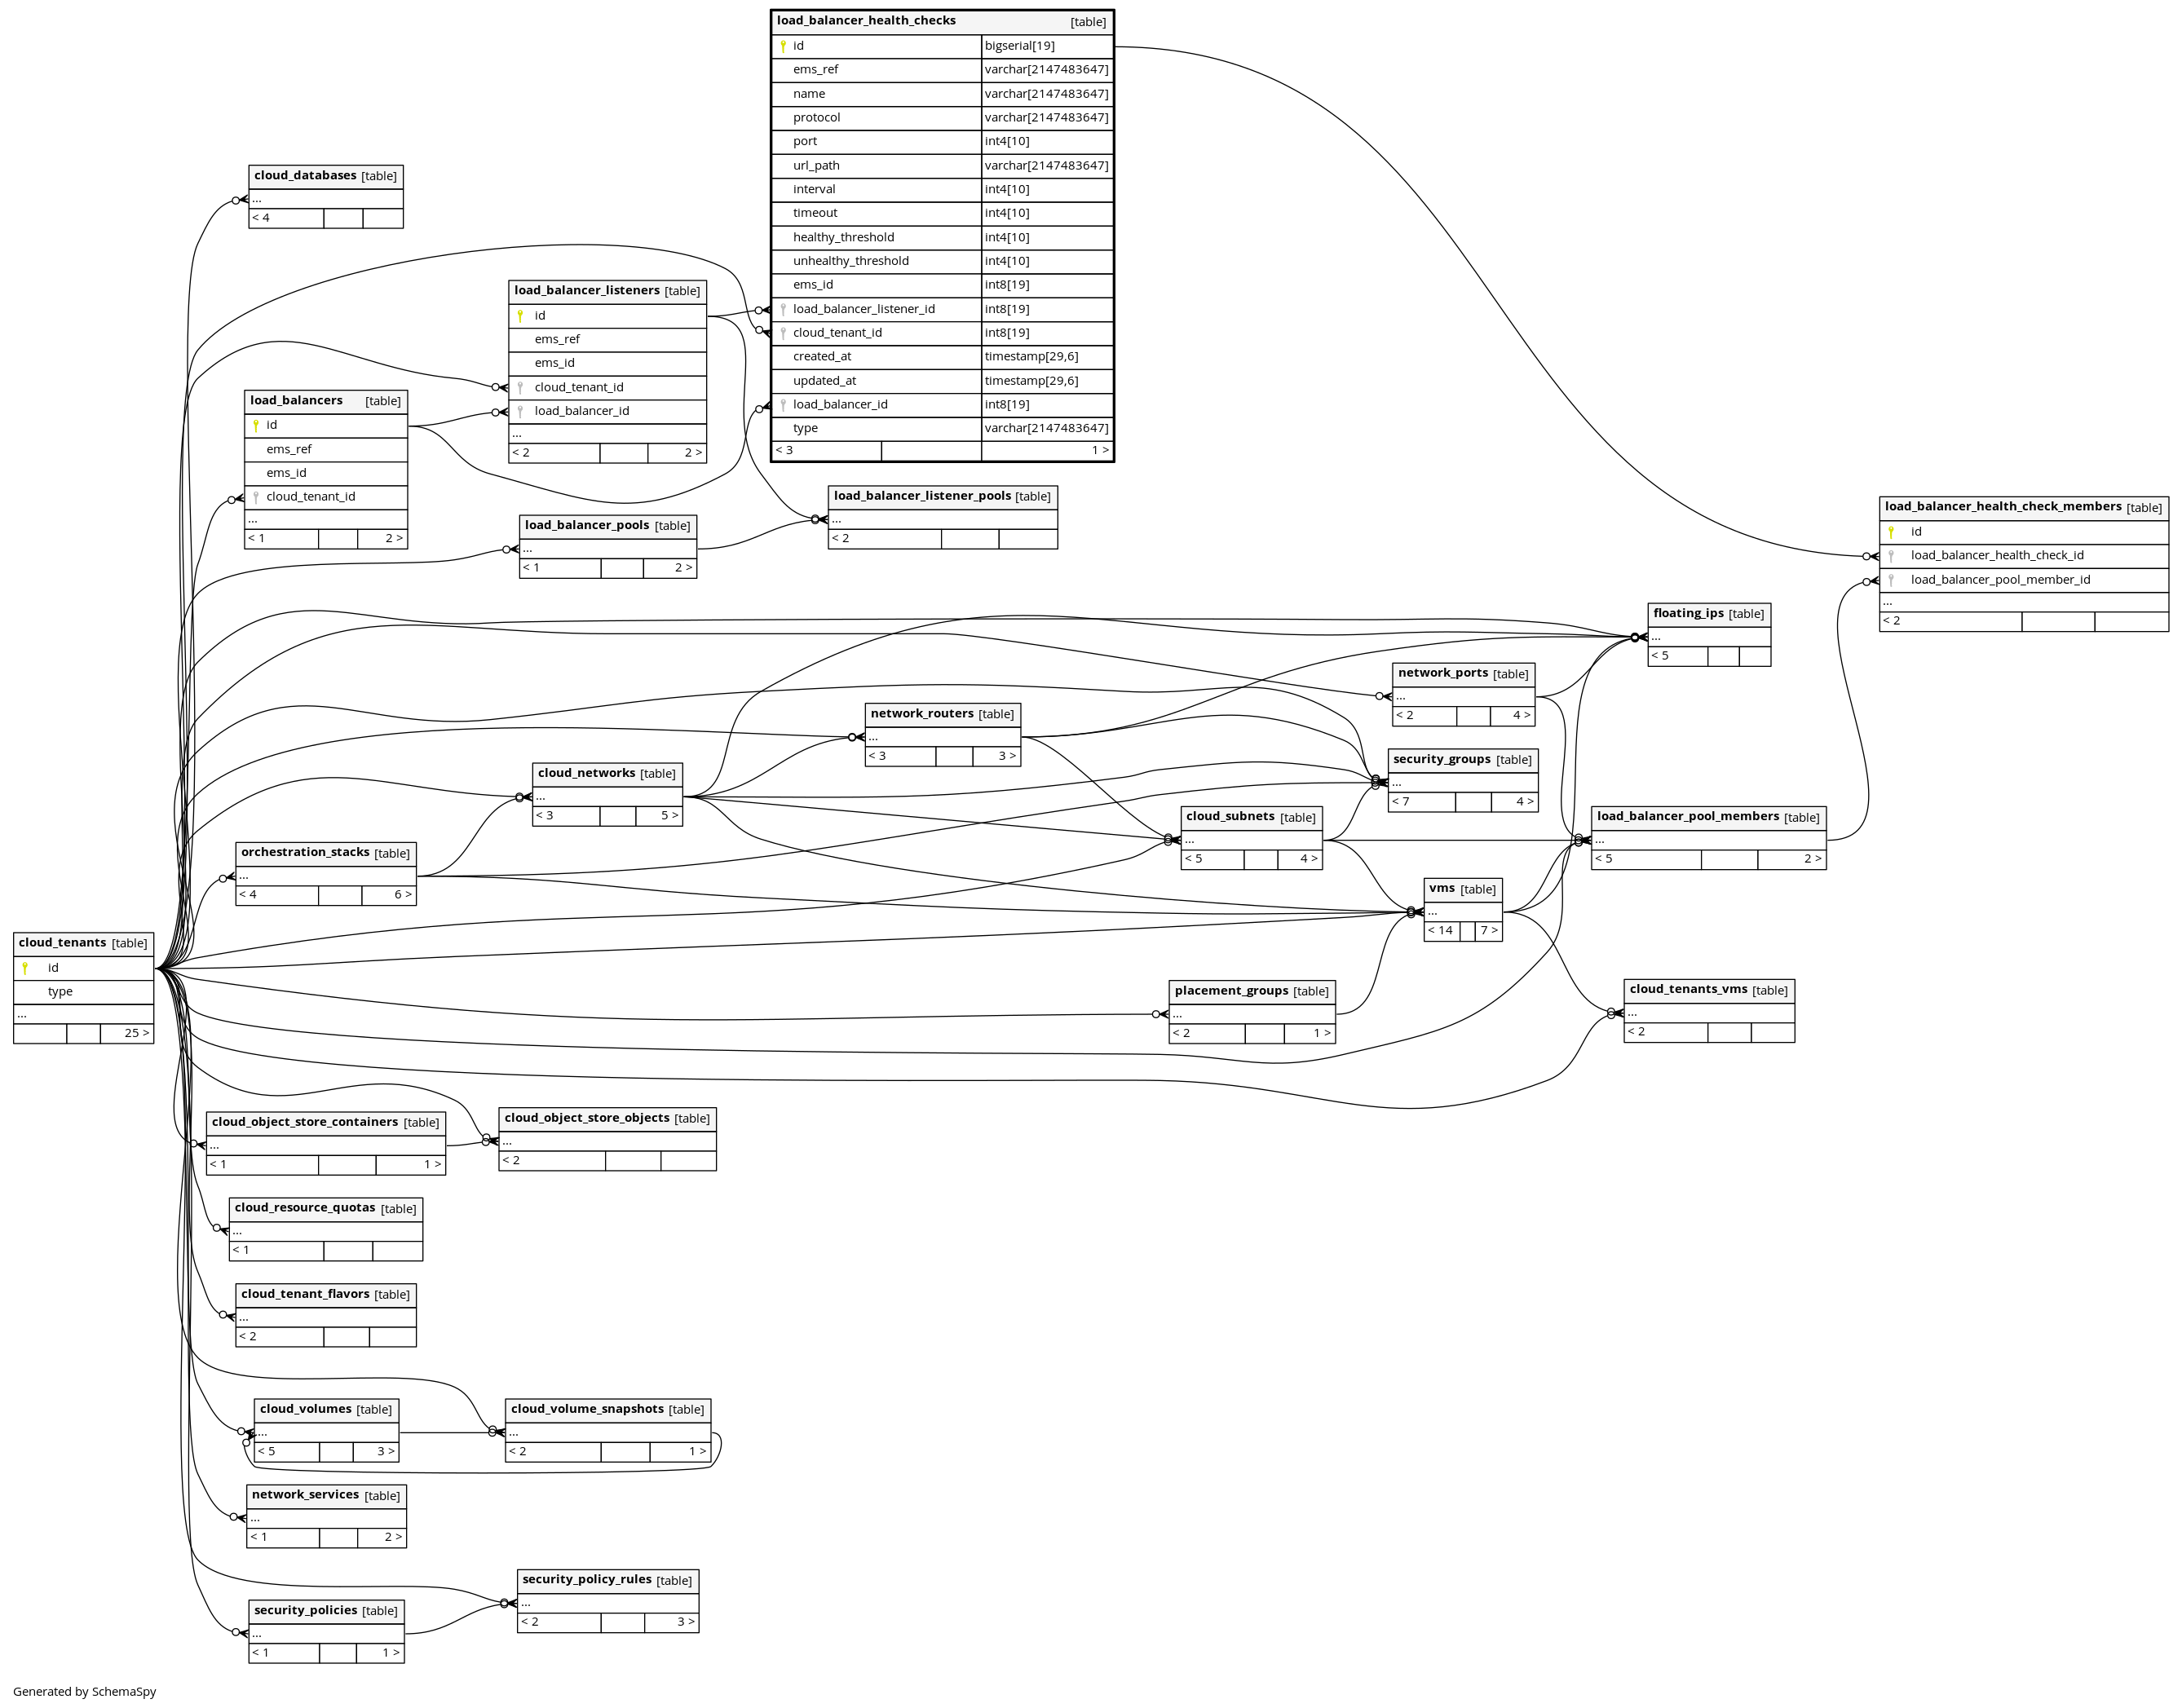 load_balancer_health_checks [table]
id bigserial[19]
ems_ref varchar[2147483647]
name varchar[2147483647]
protocol varchar[2147483647]
port int4[10]
url_path varchar[2147483647]
interval int4[10]
timeout int4[10]
healthy_threshold int4[10]
unhealthy_threshold int4[10]
ems_id int8[19]
load_balancer_listener_id int8[19]
cloud_tenant_id int8[19]
created_at timestamp[29,6]
updated_at timestamp[29,6]
load_balancer_id int8[19]
type varchar[2147483647]
< 3 1 >
cloud_databases [table]
...
< 4
load_balancer_listeners [table]
id
ems_ref
ems_id
cloud_tenant_id
load_balancer_id
...
< 2 2 >
load_balancers [table]
id
ems_ref
ems_id
cloud_tenant_id
...
< 1 2 >
load_balancer_listener_pools [table]
...
< 2
load_balancer_pools [table]
...
< 1 2 >
load_balancer_health_check_members [table]
id
load_balancer_health_check_id
load_balancer_pool_member_id
...
< 2
floating_ips [table]
...
< 5
network_ports [table]
...
< 2 4 >
network_routers [table]
...
< 3 3 >
security_groups [table]
...
< 7 4 >
cloud_networks [table]
...
< 3 5 >
cloud_subnets [table]
...
< 5 4 >
load_balancer_pool_members [table]
...
< 5 2 >
orchestration_stacks [table]
...
< 4 6 >
vms [table]
...
< 14 7 >
cloud_tenants [table]
id
type
...
25 >
placement_groups [table]
...
< 2 1 >
cloud_tenants_vms [table]
...
< 2
cloud_object_store_containers [table]
...
< 1 1 >
cloud_object_store_objects [table]
...
< 2
cloud_resource_quotas [table]
...
< 1
cloud_tenant_flavors [table]
...
< 2
cloud_volumes [table]
...
< 5 3 >
cloud_volume_snapshots [table]
...
< 2 1 >
network_services [table]
...
< 1 2 >
security_policy_rules [table]
...
< 2 3 >
security_policies [table]
...
< 1 1 >
Generated by SchemaSpy